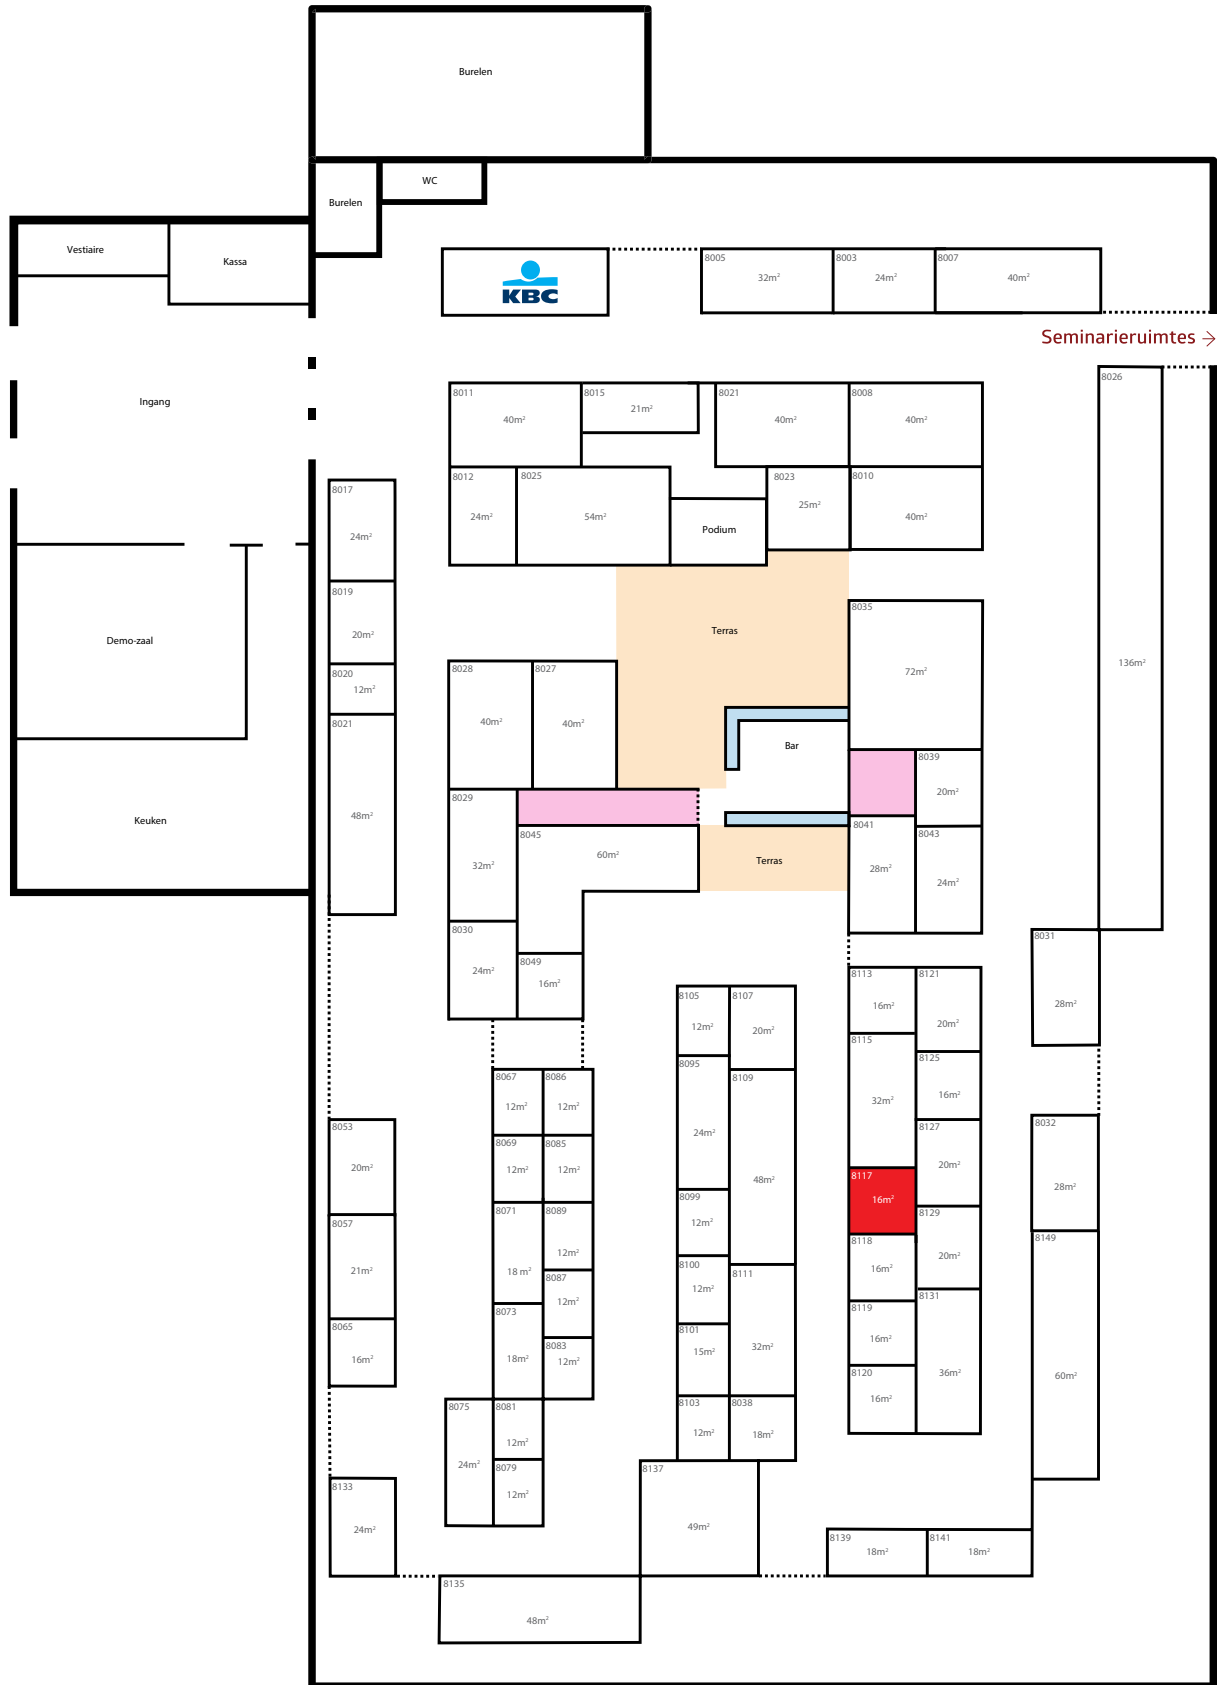 Burelen
WC
Burelen
Vestiaire
Kassa
KBC
8005
32m²
8003
24m²
8007
40m²
Seminarieruimtes →
Ingang
8011
40m²
8015
21m²
8021
40m²
8008
40m²
8026
136m²
8012
24m²
8025
54m²
Podium
8023
25m²
8010
40m²
8017
24m²
8019
20m²
8020
12m²
8021
48m²
Demo-zaal
Keuken
Terras
8035
72m²
8028
40m²
8027
40m²
Bar
8039
20m²
8029
32m²
8045
60m²
Terras
8041
28m²
8043
24m²
8030
24m²
8049
16m²
8031
28m²
8113
16m²
8121
20m²
8105
12m²
8107
20m²
8115
32m²
8125
16m²
8095
24m²
8109
48m²
8067
12m²
8086
12m²
8053
20m²
8069
12m²
8085
12m²
8127
20m²
8032
28m²
8117
16m²
8099
12m²
8071
18 m²
8089
12m²
8129
20m²
8057
21m²
8118
16m²
8149
60m²
8100
12m²
8111
32m²
8087
12m²
8073
18m²
8131
36m²
8119
16m²
8065
16m²
8101
15m²
8083
12m²
8120
16m²
8075
24m²
8081
12m²
8103
12m²
8038
18m²
8079
12m²
8137
49m²
8133
24m²
8139
18m²
8141
18m²
8135
48m²